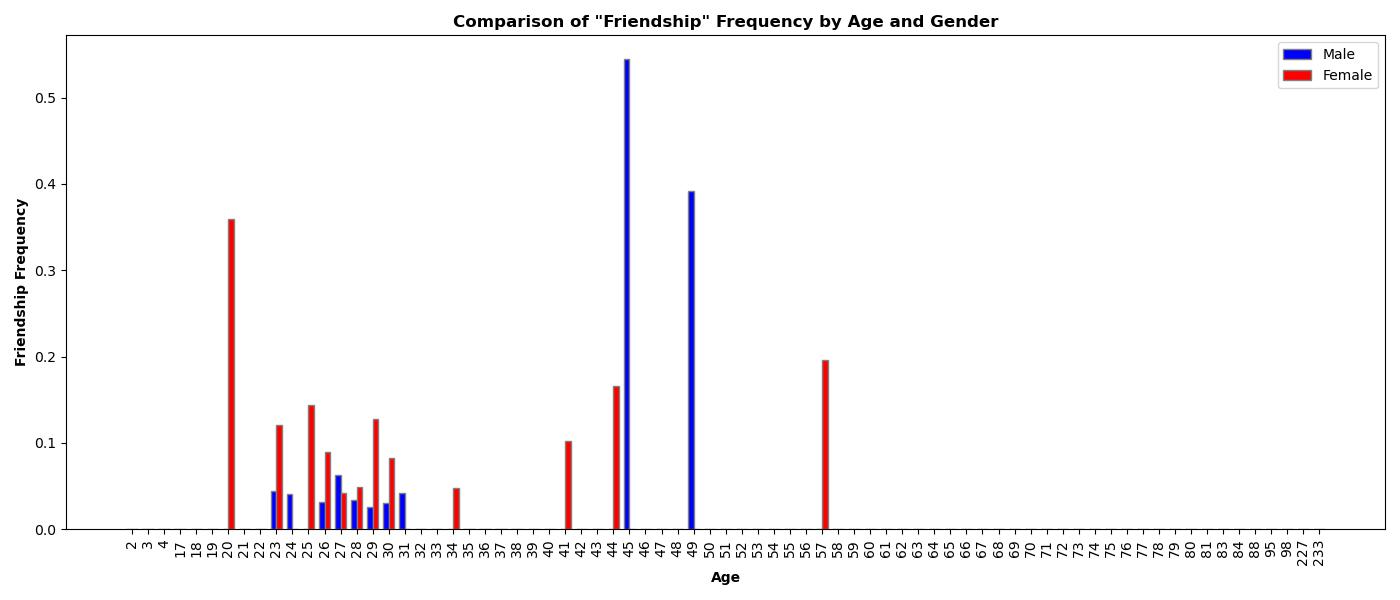 Comparison of "Friendship" Frequency by Age and Gender
Male
Female
Friendship Frequency
0.5
0.4
0.3
0.2
0.1
0.0
2 3 4 17 18 19 20 21 22 23 24 25 26 27 28 29 30 31 32 33 34 35 36 37 38 39 40 41 42 43 44 45 46 47 48 49 50 51 52 53 54 55 56 57 58 59 60 61 62 63 64 65 66 67 68 69 70 71 72 73 74 75 76 77 78 79 80 81 83 84 88 95 98 227 233
Age